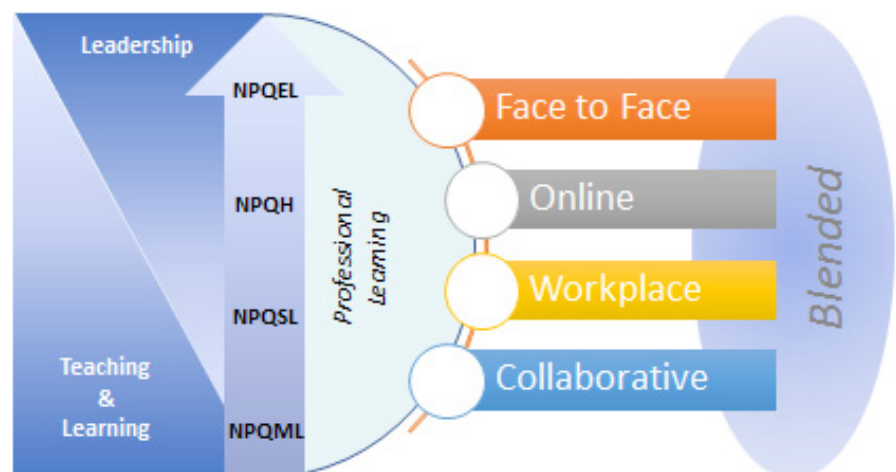 Leadership
NPQEL
NPQH
NPQSL
NPQML
Teaching
&
Learning
Professional
Learning
Face to Face
Online
Workplace
Collaborative
Blended